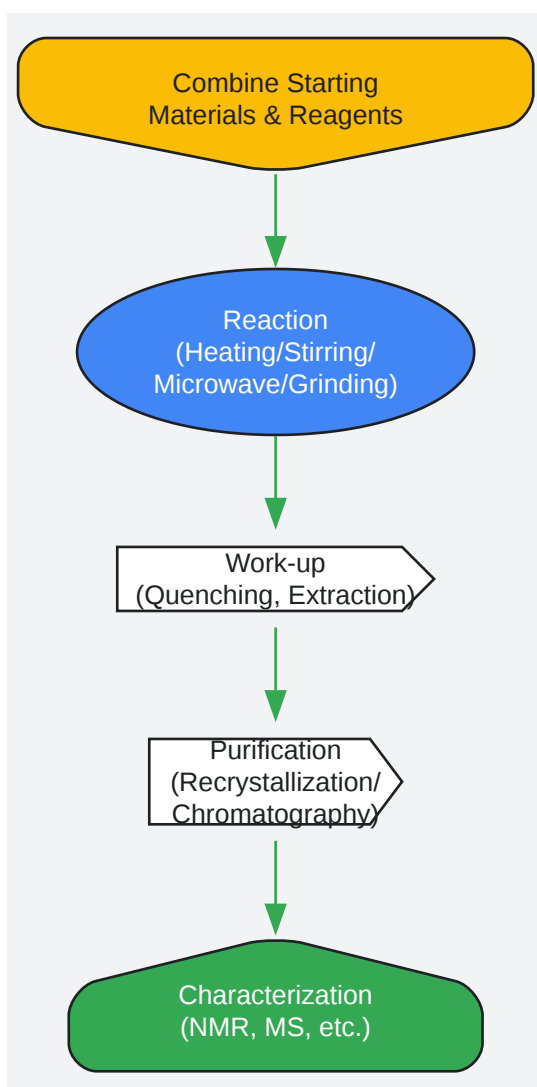 Combine Starting
Materials & Reagents
Reaction
(Heating/Stirring/
Microwave/Grinding)
Work-up
(Quenching, Extraction)
Purification
(Recrystallization/
Chromatography)
Characterization
(NMR, MS, etc.)